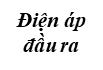 Điện áp
đầu ra